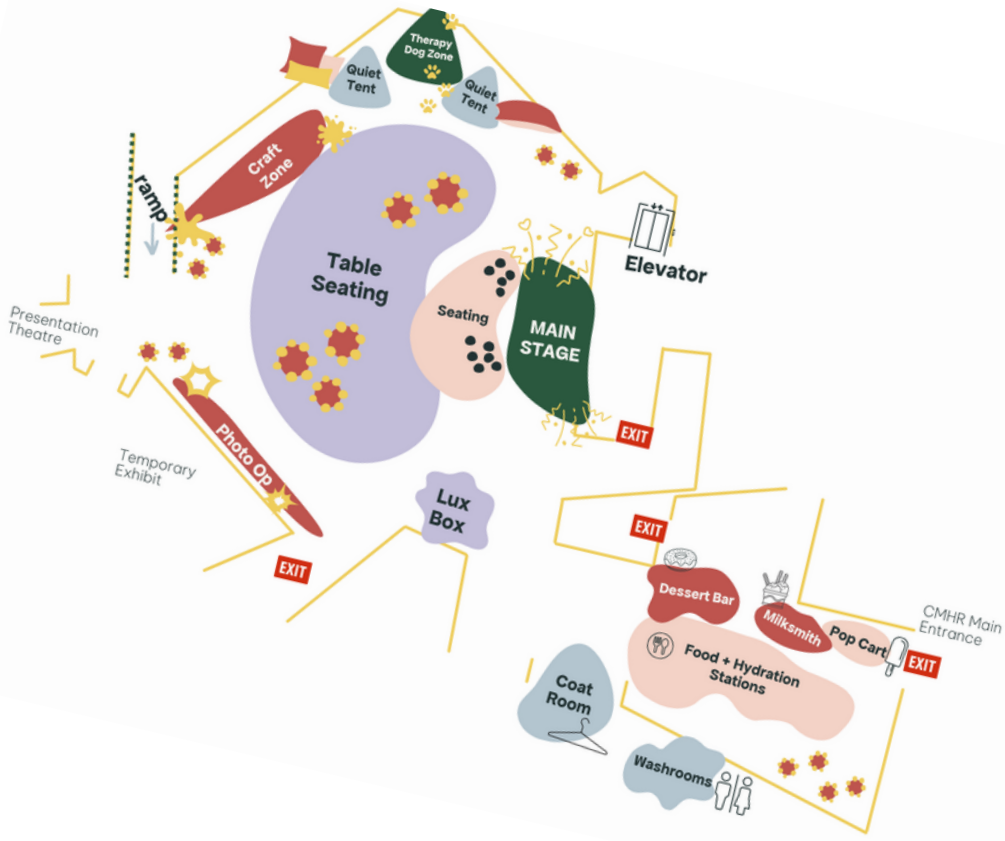 Therapy
Dog Zone
Quiet
Tent
Quiet
Tent
Craft
Zone
ramp
Elevator
Table
Seating
Seating
MAIN
STAGE
Presentation
Theatre
Photo Op
Temporary
Exhibit
EXIT
Lux
Box
EXIT
EXIT
Dessert Bar
Milksmith
Pop Cart
CMHR Main
Entrance
EXIT
Food + Hydration
Stations
Coat
Room
Washrooms